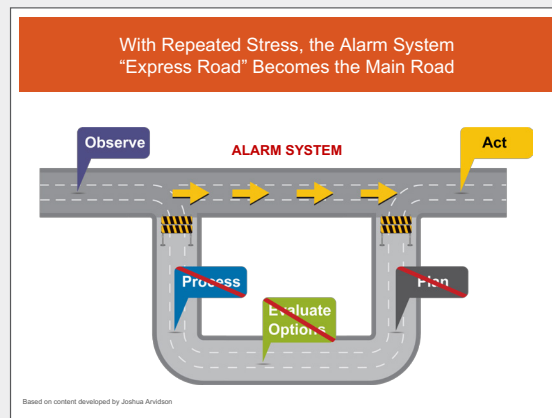 With Repeated Stress, the Alarm System
“Express Road” Becomes the Main Road
Observe
ALARM SYSTEM
Act
Process
Evaluate
Options
Plan
Based on content developed by Joshua Arvidson